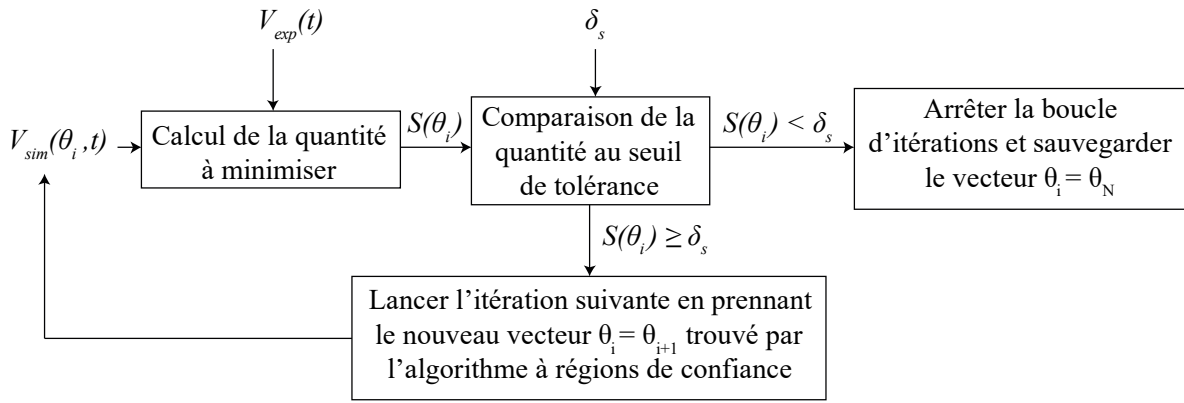 V_exp(t)
δ_s
V_sim(θ_i ,t)
Calcul de la quantité
à minimiser
S(θ_i)
Comparaison de la
quantité au seuil
de tolérance
S(θ_i) < δ_s
Arrêter la boucle
d’itérations et sauvegarder
le vecteur θ_i = θ_N
S(θ_i) ≥ δ_s
Lancer l’itération suivante en prennant
le nouveau vecteur θ_i = θ_i+1 trouvé par
l’algorithme à régions de confiance